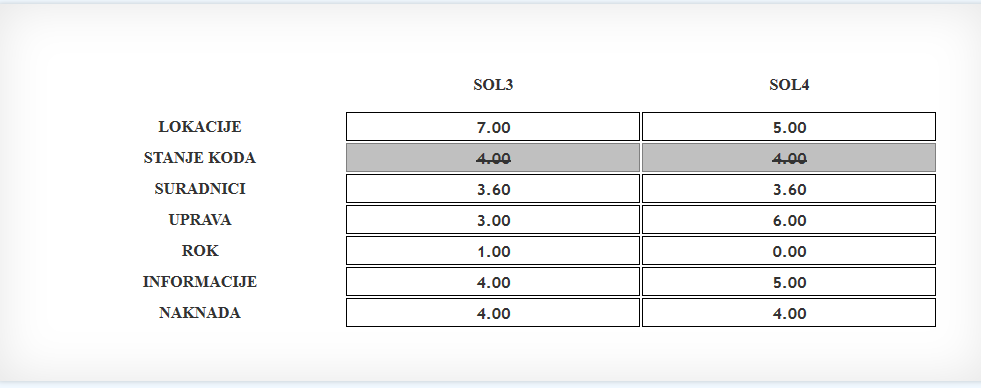 SOL3 SOL4
LOKACIJE 7.00 5.00
STANJE KODA 4.00 4.00
SURADNICI 3.60 3.60
UPRAVA 3.00 6.00
ROK 1.00 0.00
INFORMACIJE 4.00 5.00
NAKNADA 4.00 4.00